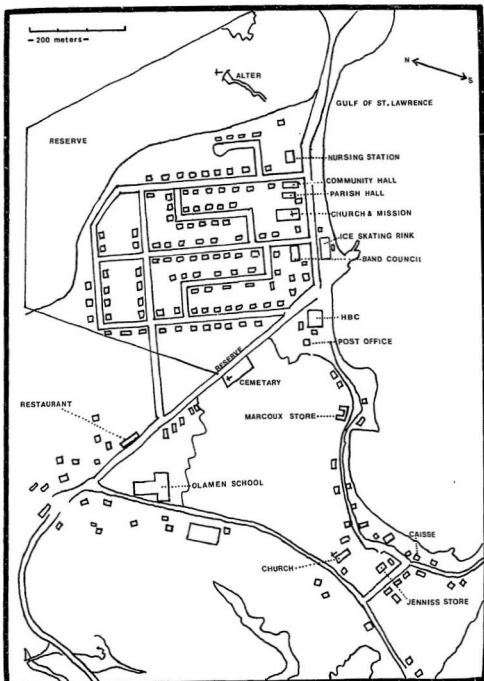 200 meters
ALTER
N
S
GULF OF ST. LAWRENCE
RESERVE
NURSING STATION
COMMUNITY HALL
PARISH HALL
CHURCH & MISSION
ICE SKATING RINK
BAND COUNCIL
HBC
POST OFFICE
RESERVE
CEMETARY
RESTAURANT
MARCOUX STORE
OLAMEN SCHOOL
CAISSE
CHURCH
JENNISS STORE